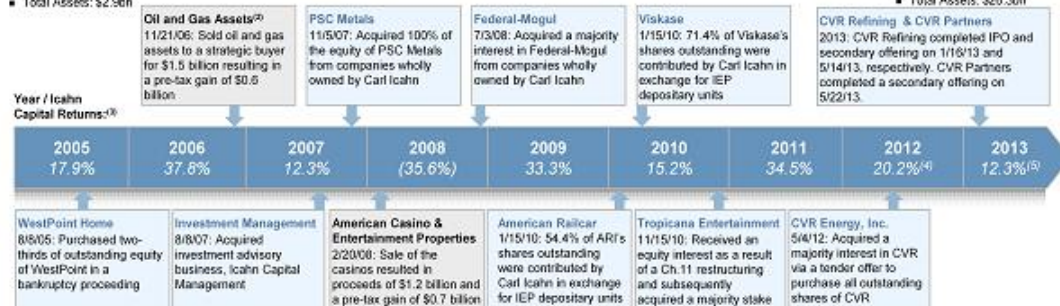 Total Assets: $2.9bn
Oil and Gas Assets(2)
11/21/06: Sold oil and gas
assets to a strategic buyer
for $1.5 billion resulting in
a pre-tax gain of $0.6
billion
PSC Metals
11/5/07: Acquired 100% of
the equity of PSC Metals
from companies wholly
owned by Carl Icahn
Federal-Mogul
7/3/08: Acquired a majority
interest in Federal-Mogul
from companies wholly
owned by Carl Icahn
Viskase
1/15/10: 71.4% of Viskase's
shares outstanding were
contributed by Carl Icahn in
exchange for IEP
depositary units
CVR Refining & CVR Partners
2013: CVR Refining completed IPO and
secondary offering on 1/16/13 and
5/14/13, respectively. CVR Partners
completed a secondary offering on
5/22/13.
Year / Icahn
Capital Returns:(3)
2005 2006 2007 2008 2009 2010 2011 2012 2013
17.9% 37.8% 12.3% (35.6%) 33.3% 15.2% 34.5% 20.2%(4) 12.3%(5)
WestPoint Home
8/8/05: Purchased two-
thirds of outstanding equity
of WestPoint in a
bankruptcy proceeding
Investment Management
8/8/07: Acquired
investment advisory
business, Icahn Capital
Management
American Casino &
Entertainment Properties
2/20/08: Sale of the
casinos resulted in
proceeds of $1.2 billion and
a pre-tax gain of $0.7 billion
American Railcar
1/15/10: 54.4% of ARI's
shares outstanding
were contributed by
Carl Icahn in exchange
for IEP depositary units
Tropicana Entertainment
11/15/10: Received an
equity interest as a result
of a Ch.11 restructuring
and subsequently
acquired a majority stake
CVR Energy, Inc.
5/4/12: Acquired a
majority interest in CVR
via a tender offer to
purchase all outstanding
shares of CVR